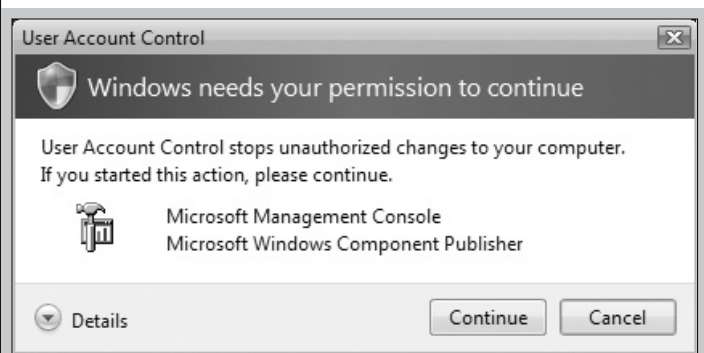 User Account Control
Windows needs your permission to continue
User Account Control stops unauthorized changes to your computer.
If you started this action, please continue.
Microsoft Management Console
Microsoft Windows Component Publisher
Details
Continue
Cancel